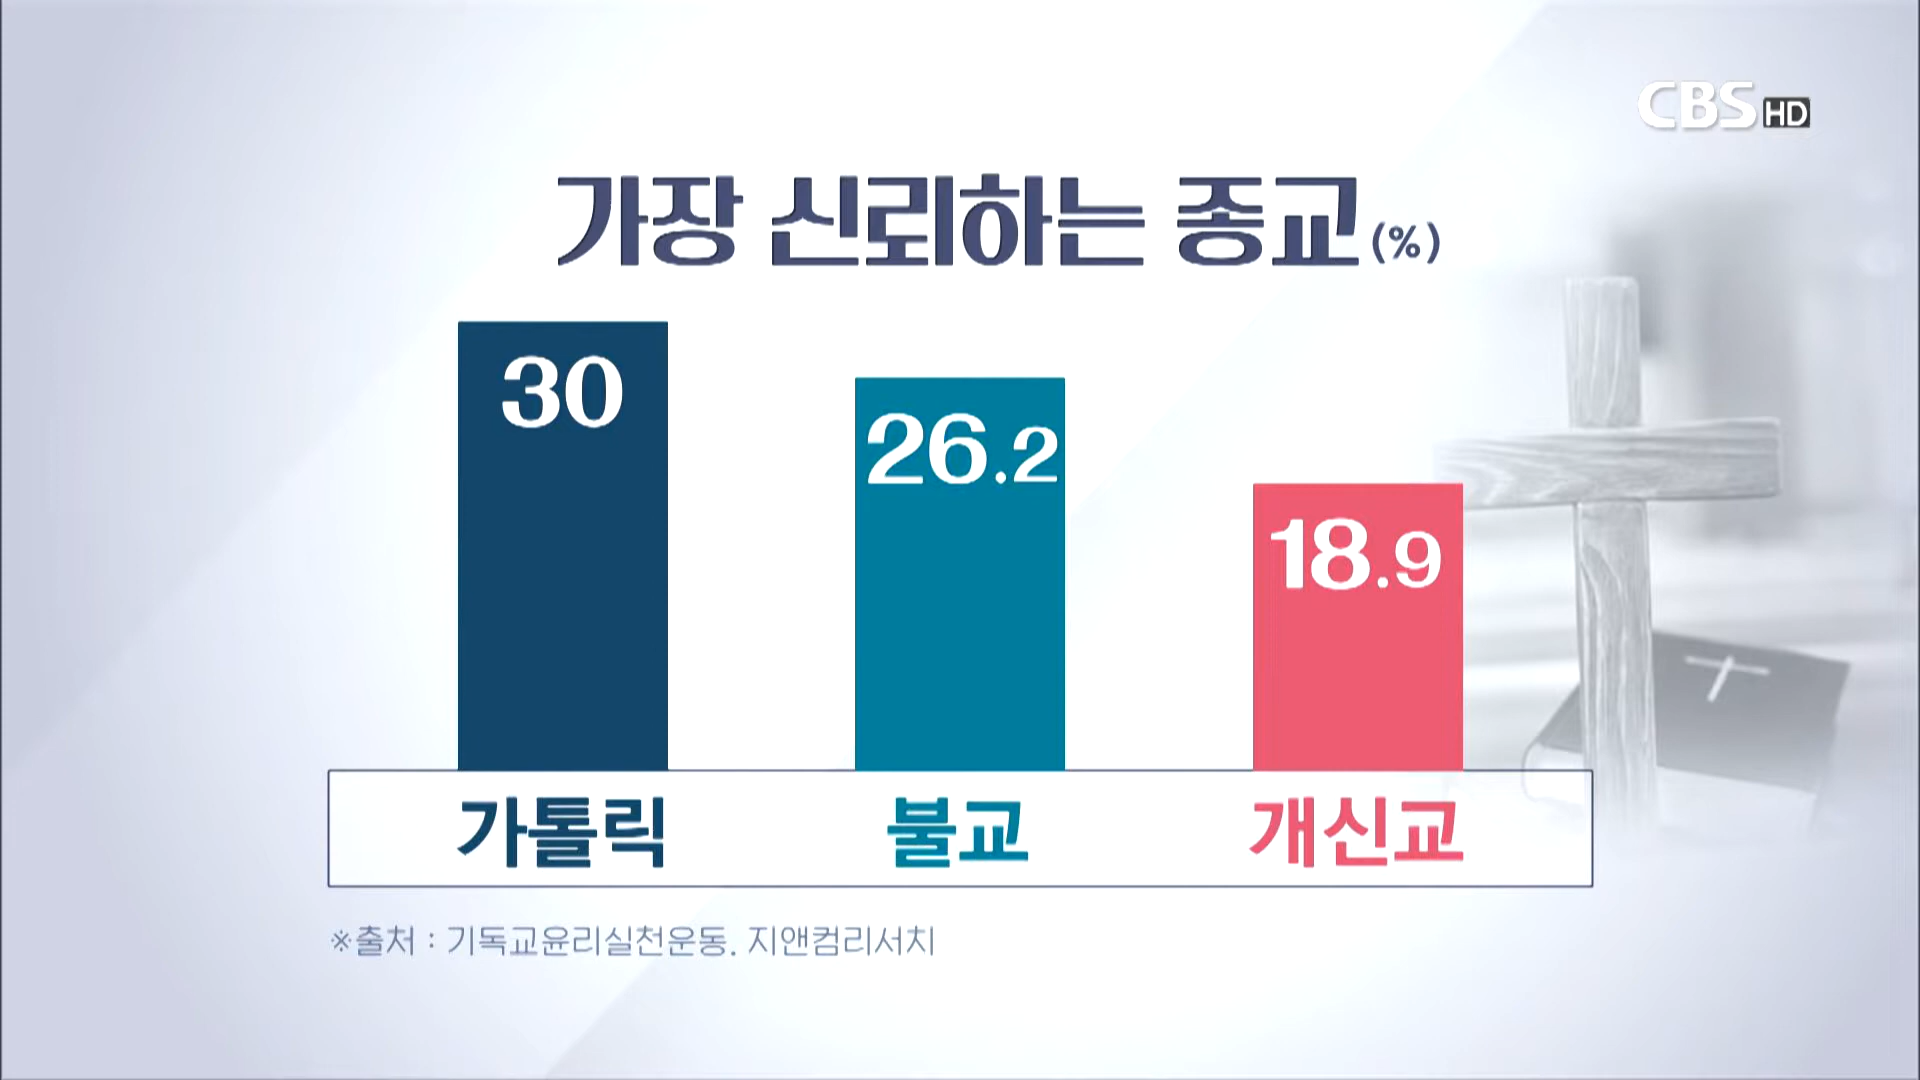 CBS HD
가장 신뢰하는 종교(%)
30
26.2
18.9
가톨릭
불교
개신교
※출처 : 기독교윤리실천운동, 지앤컴리서치